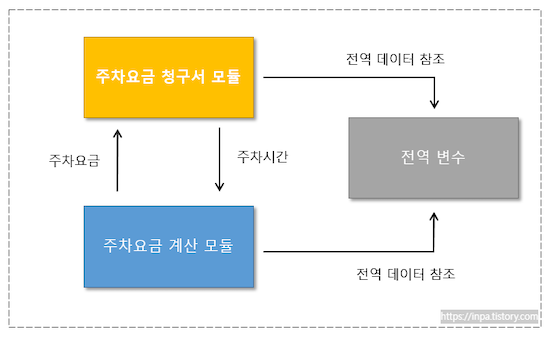 주차요금 청구서 모듈
전역 데이터 참조
전역 변수
주차요금
주차시간
주차요금 계산 모듈
전역 데이터 참조
https://inpa.tistory.com